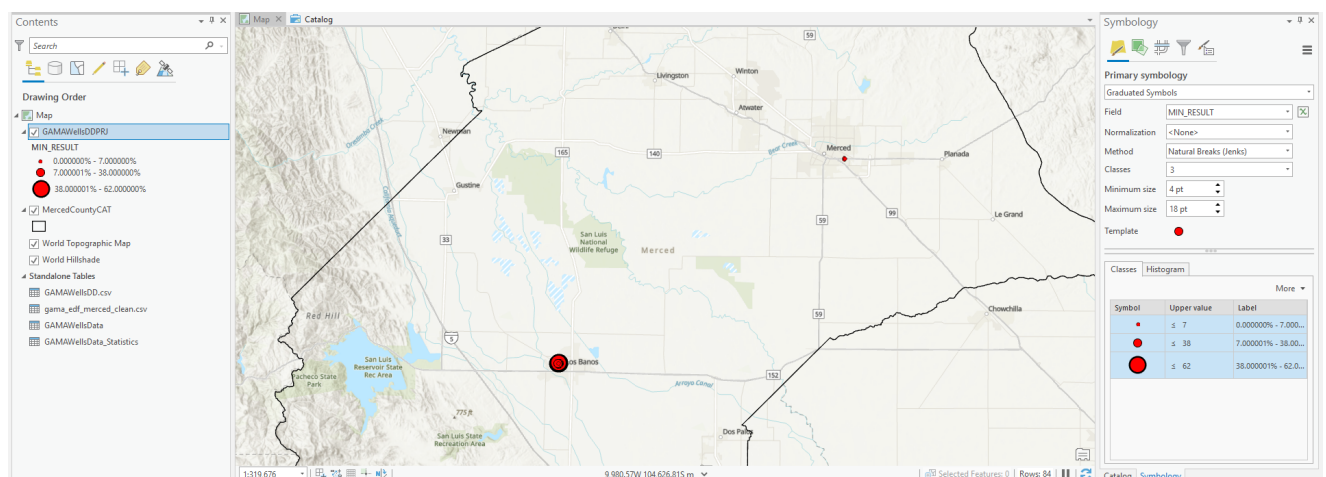 Contents
Search
Drawing Order
Map
GAMAWellsDDPRJ
MIN_RESULT
0.000000% - 7.000000%
7.000001% - 38.000000%
38.000001% - 62.000000%
MercedCountyCAT
World Topographic Map
World Hillshade
Standalone Tables
GAMAWellsDD.csv
gama_edf_merced_clean.csv
GAMAWellsData
GAMAWellsData_Statistics
Map
Catalog
59
Livingston
Winton
Atwater
Orestimba Creek
Newman
165
140
Bear Creek
Merced
Planada
California Aqueduct
Gustine
59
99
Le Grand
33
San Luis
National
Wildlife Refuge
Merced
Red Hill
5
59
Chowchilla
San Luis
Reservoir State
Rec Area
Los Banos
Pacheco State
Park
152
Arroyo Canal
775 ft
San Luis State
Recreation Area
Dos Palos
1:319,676
9,980.57W 104,626.81S m
Selected Features: 0
Rows: 84
Symbology
Primary symbology
Graduated Symbols
Field
MIN_RESULT
Normalization
<None>
Method
Natural Breaks (Jenks)
Classes
3
Minimum size
4 pt
Maximum size
18 pt
Template
Classes
Histogram
More
Symbol
Upper value
Label
≤ 7
0.000000% - 7.000...
≤ 38
7.000001% - 38.00...
≤ 62
38.000001% - 62.0...
Catalog
Symbology